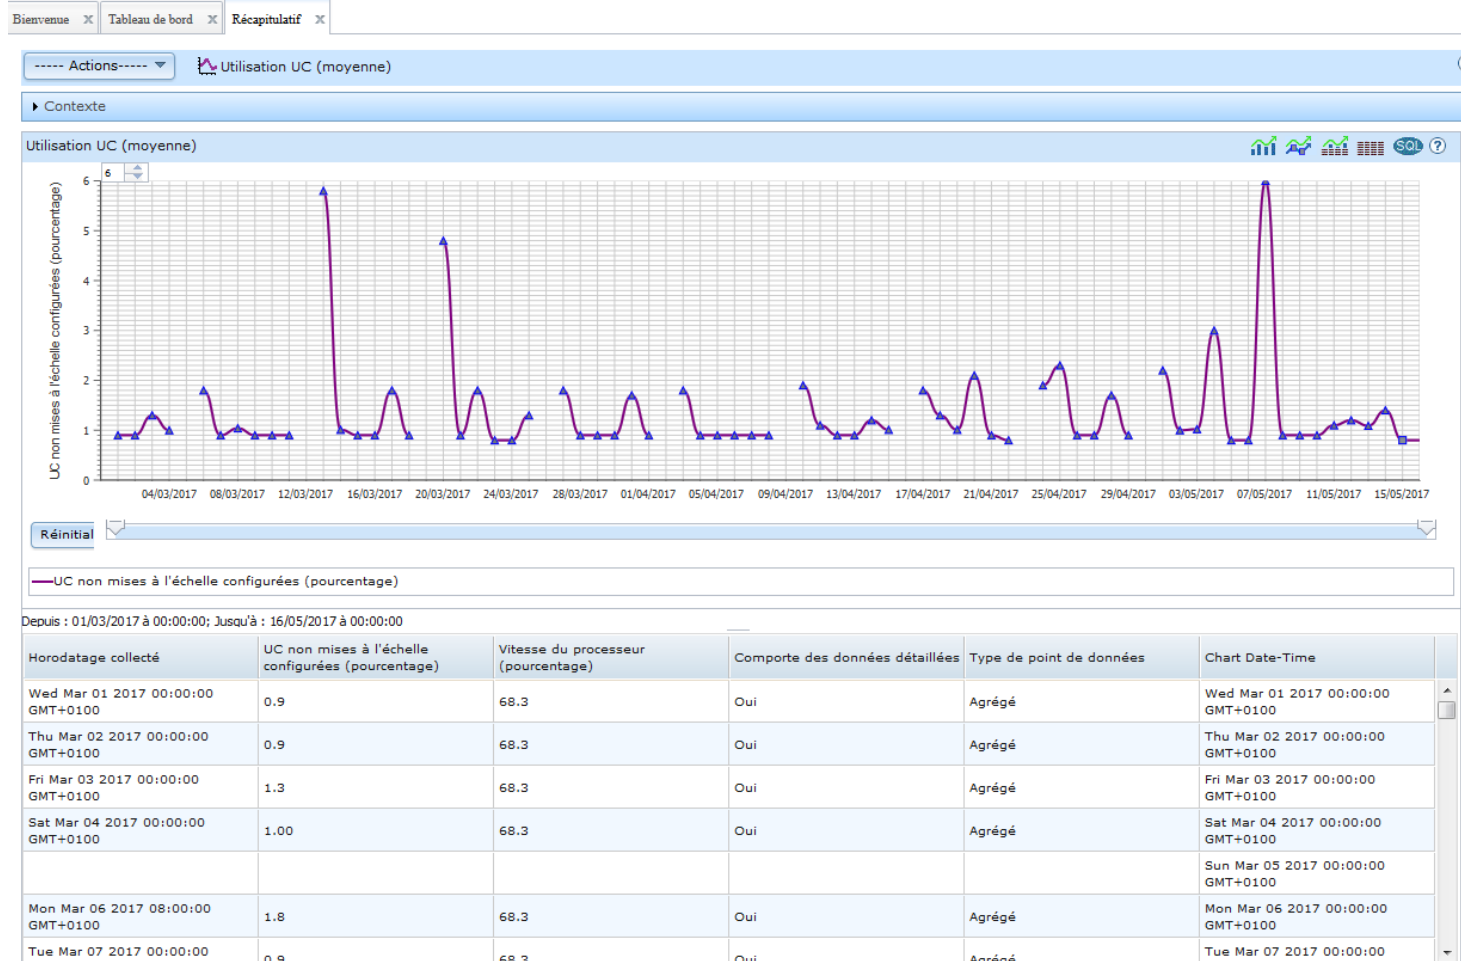 Bienvenue X Tableau de bord X Récapitulatif X
----- Actions----- Utilisation UC (moyenne)
Contexte
Utilisation UC (moyenne) SQL ?
6
6
5
4
3
2
1
0
UC non mises à l'échelle configurées (pourcentage)
04/03/2017 08/03/2017 12/03/2017 16/03/2017 20/03/2017 24/03/2017 28/03/2017 01/04/2017 05/04/2017 09/04/2017 13/04/2017 17/04/2017 21/04/2017 25/04/2017 29/04/2017 03/05/2017 07/05/2017 11/05/2017 15/05/2017
Réinitial
UC non mises à l'échelle configurées (pourcentage)
Depuis : 01/03/2017 à 00:00:00; Jusqu'à : 16/05/2017 à 00:00:00
Horodatage collecté
UC non mises à l'échelle
configurées (pourcentage)
Vitesse du processeur
(pourcentage)
Comporte des données détaillées
Type de point de données
Chart Date-Time
Wed Mar 01 2017 00:00:00
GMT+0100
0.9
68.3
Oui
Agrégé
Wed Mar 01 2017 00:00:00
GMT+0100
Thu Mar 02 2017 00:00:00
GMT+0100
0.9
68.3
Oui
Agrégé
Thu Mar 02 2017 00:00:00
GMT+0100
Fri Mar 03 2017 00:00:00
GMT+0100
1.3
68.3
Oui
Agrégé
Fri Mar 03 2017 00:00:00
GMT+0100
Sat Mar 04 2017 00:00:00
GMT+0100
1.00
68.3
Oui
Agrégé
Sat Mar 04 2017 00:00:00
GMT+0100
Sun Mar 05 2017 00:00:00
GMT+0100
Mon Mar 06 2017 08:00:00
GMT+0100
1.8
68.3
Oui
Agrégé
Mon Mar 06 2017 00:00:00
GMT+0100
Tue Mar 07 2017 00:00:00
0.9
68.3
Oui
Agrégé
Tue Mar 07 2017 00:00:00